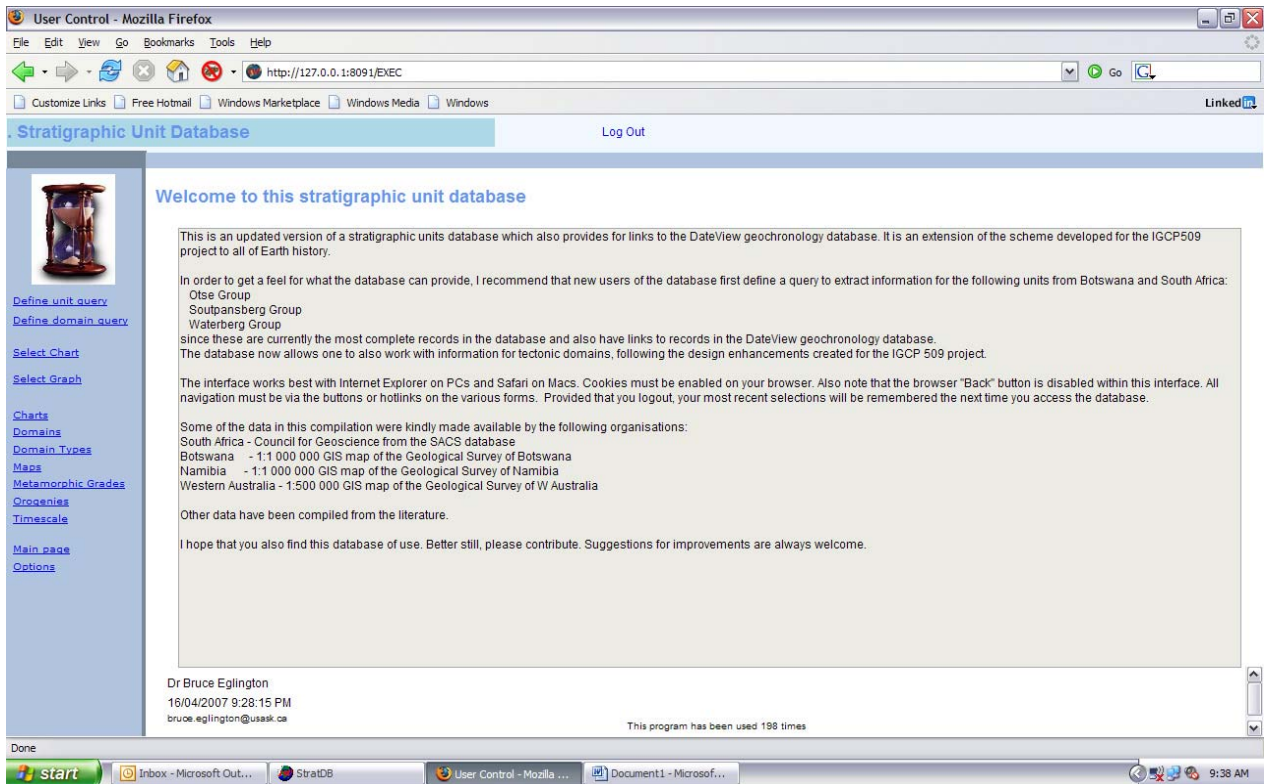 User Control - Mozilla Firefox
File Edit View Go Bookmarks Tools Help
http://127.0.0.1:8091/EXEC
Go
Customize Links Free Hotmail Windows Marketplace Windows Media Windows
Linked in
. Stratigraphic Unit Database
Log Out
Define unit query
Define domain query
Select Chart
Select Graph
Charts
Domains
Domain Types
Maps
Metamorphic Grades
Orogenies
Timescale
Main page
Options
Welcome to this stratigraphic unit database
This is an updated version of a stratigraphic units database which also provides for links to the DateView geochronology database. It is an extension of the scheme developed for the IGCP509
project to all of Earth history.
In order to get a feel for what the database can provide, I recommend that new users of the database first define a query to extract information for the following units from Botswana and South Africa:
Otse Group
Soutpansberg Group
Waterberg Group
since these are currently the most complete records in the database and also have links to records in the DateView geochronology database.
The database now allows one to also work with information for tectonic domains, following the design enhancements created for the IGCP 509 project.
The interface works best with Internet Explorer on PCs and Safari on Macs. Cookies must be enabled on your browser. Also note that the browser "Back" button is disabled within this interface. All
navigation must be via the buttons or hotlinks on the various forms. Provided that you logout, your most recent selections will be remembered the next time you access the database.
Some of the data in this compilation were kindly made available by the following organisations:
South Africa - Council for Geoscience from the SACS database
Botswana - 1:1 000 000 GIS map of the Geological Survey of Botswana
Namibia - 1:1 000 000 GIS map of the Geological Survey of Namibia
Western Australia - 1:500 000 GIS map of the Geological Survey of W Australia
Other data have been compiled from the literature.
I hope that you also find this database of use. Better still, please contribute. Suggestions for improvements are always welcome.
Dr Bruce Eglington
16/04/2007 9:28:15 PM
bruce.eglington@usask.ca
This program has been used 198 times
Done
start Inbox - Microsoft Out... StratDB User Control - Mozilla ... Document1 - Microsof... 9:38 AM